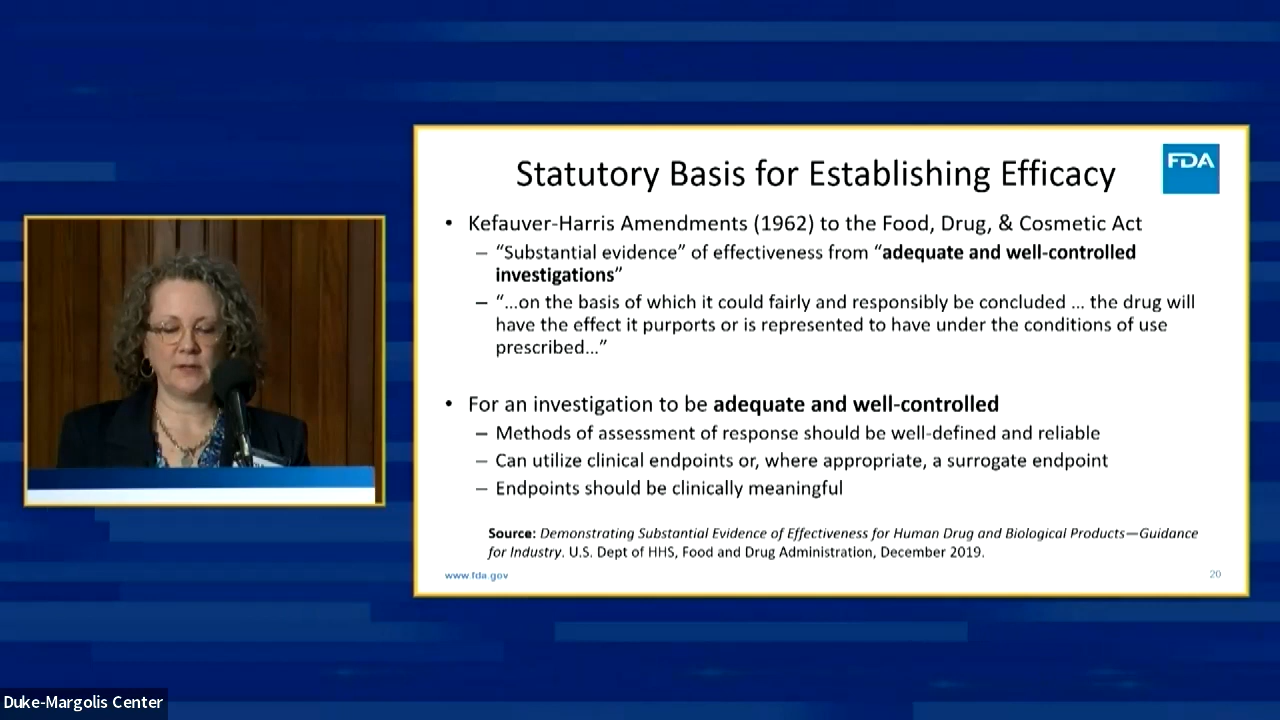 Statutory Basis for Establishing Efficacy
FDA
• Kefauver-Harris Amendments (1962) to the Food, Drug, & Cosmetic Act
– “Substantial evidence” of effectiveness from “adequate and well-controlled
investigations”
– “…on the basis of which it could fairly and responsibly be concluded … the drug will
have the effect it purports or is represented to have under the conditions of use
prescribed…”
• For an investigation to be adequate and well-controlled
– Methods of assessment of response should be well-defined and reliable
– Can utilize clinical endpoints or, where appropriate, a surrogate endpoint
– Endpoints should be clinically meaningful
Source: Demonstrating Substantial Evidence of Effectiveness for Human Drug and Biological Products—Guidance
for Industry. U.S. Dept of HHS, Food and Drug Administration, December 2019.
www.fda.gov
20
Duke-Margolis Center